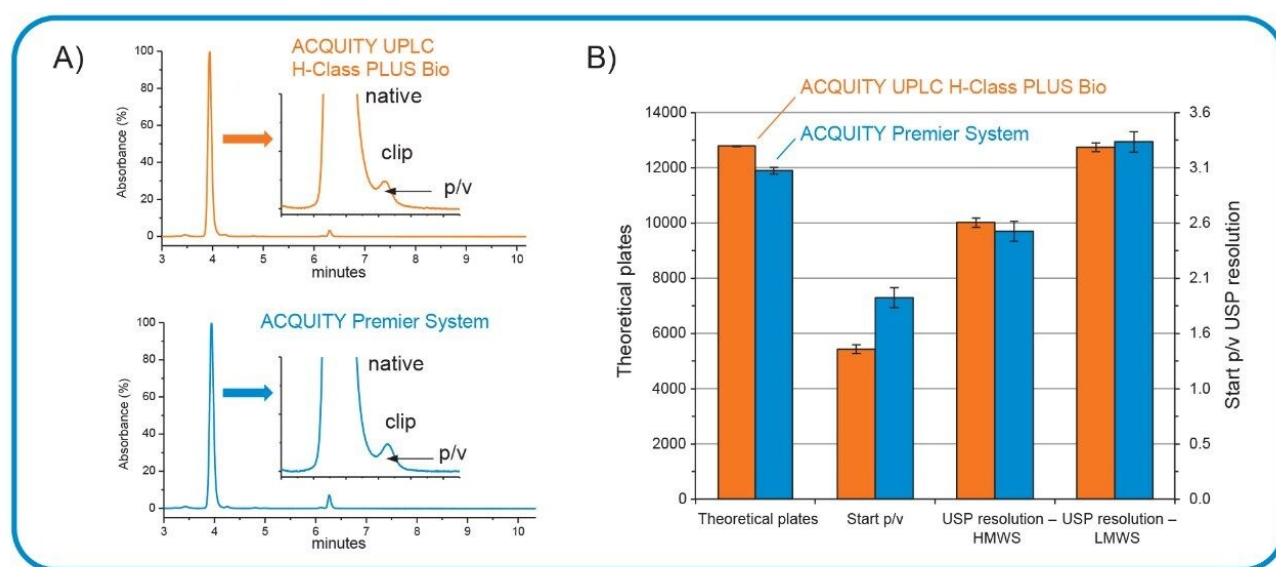 A)
ACQUITY UPLC
H-Class PLUS Bio
Absorbance (%)
100
80
60
40
20
0
native
clip
p/v
3 4 5 6 7 8 9 10
minutes
ACQUITY Premier System
Absorbance (%)
100
80
60
40
20
0
native
clip
p/v
3 4 5 6 7 8 9 10
minutes
B)
ACQUITY UPLC H-Class PLUS Bio
ACQUITY Premier System
Theoretical plates
14000
12000
10000
8000
6000
4000
2000
0
3.6
3.1
2.6
2.1
1.6
1.0
0.5
0.0
Start p/v USP resolution
Theoretical plates
Start p/v
USP resolution –
HMWS
USP resolution –
LMWS